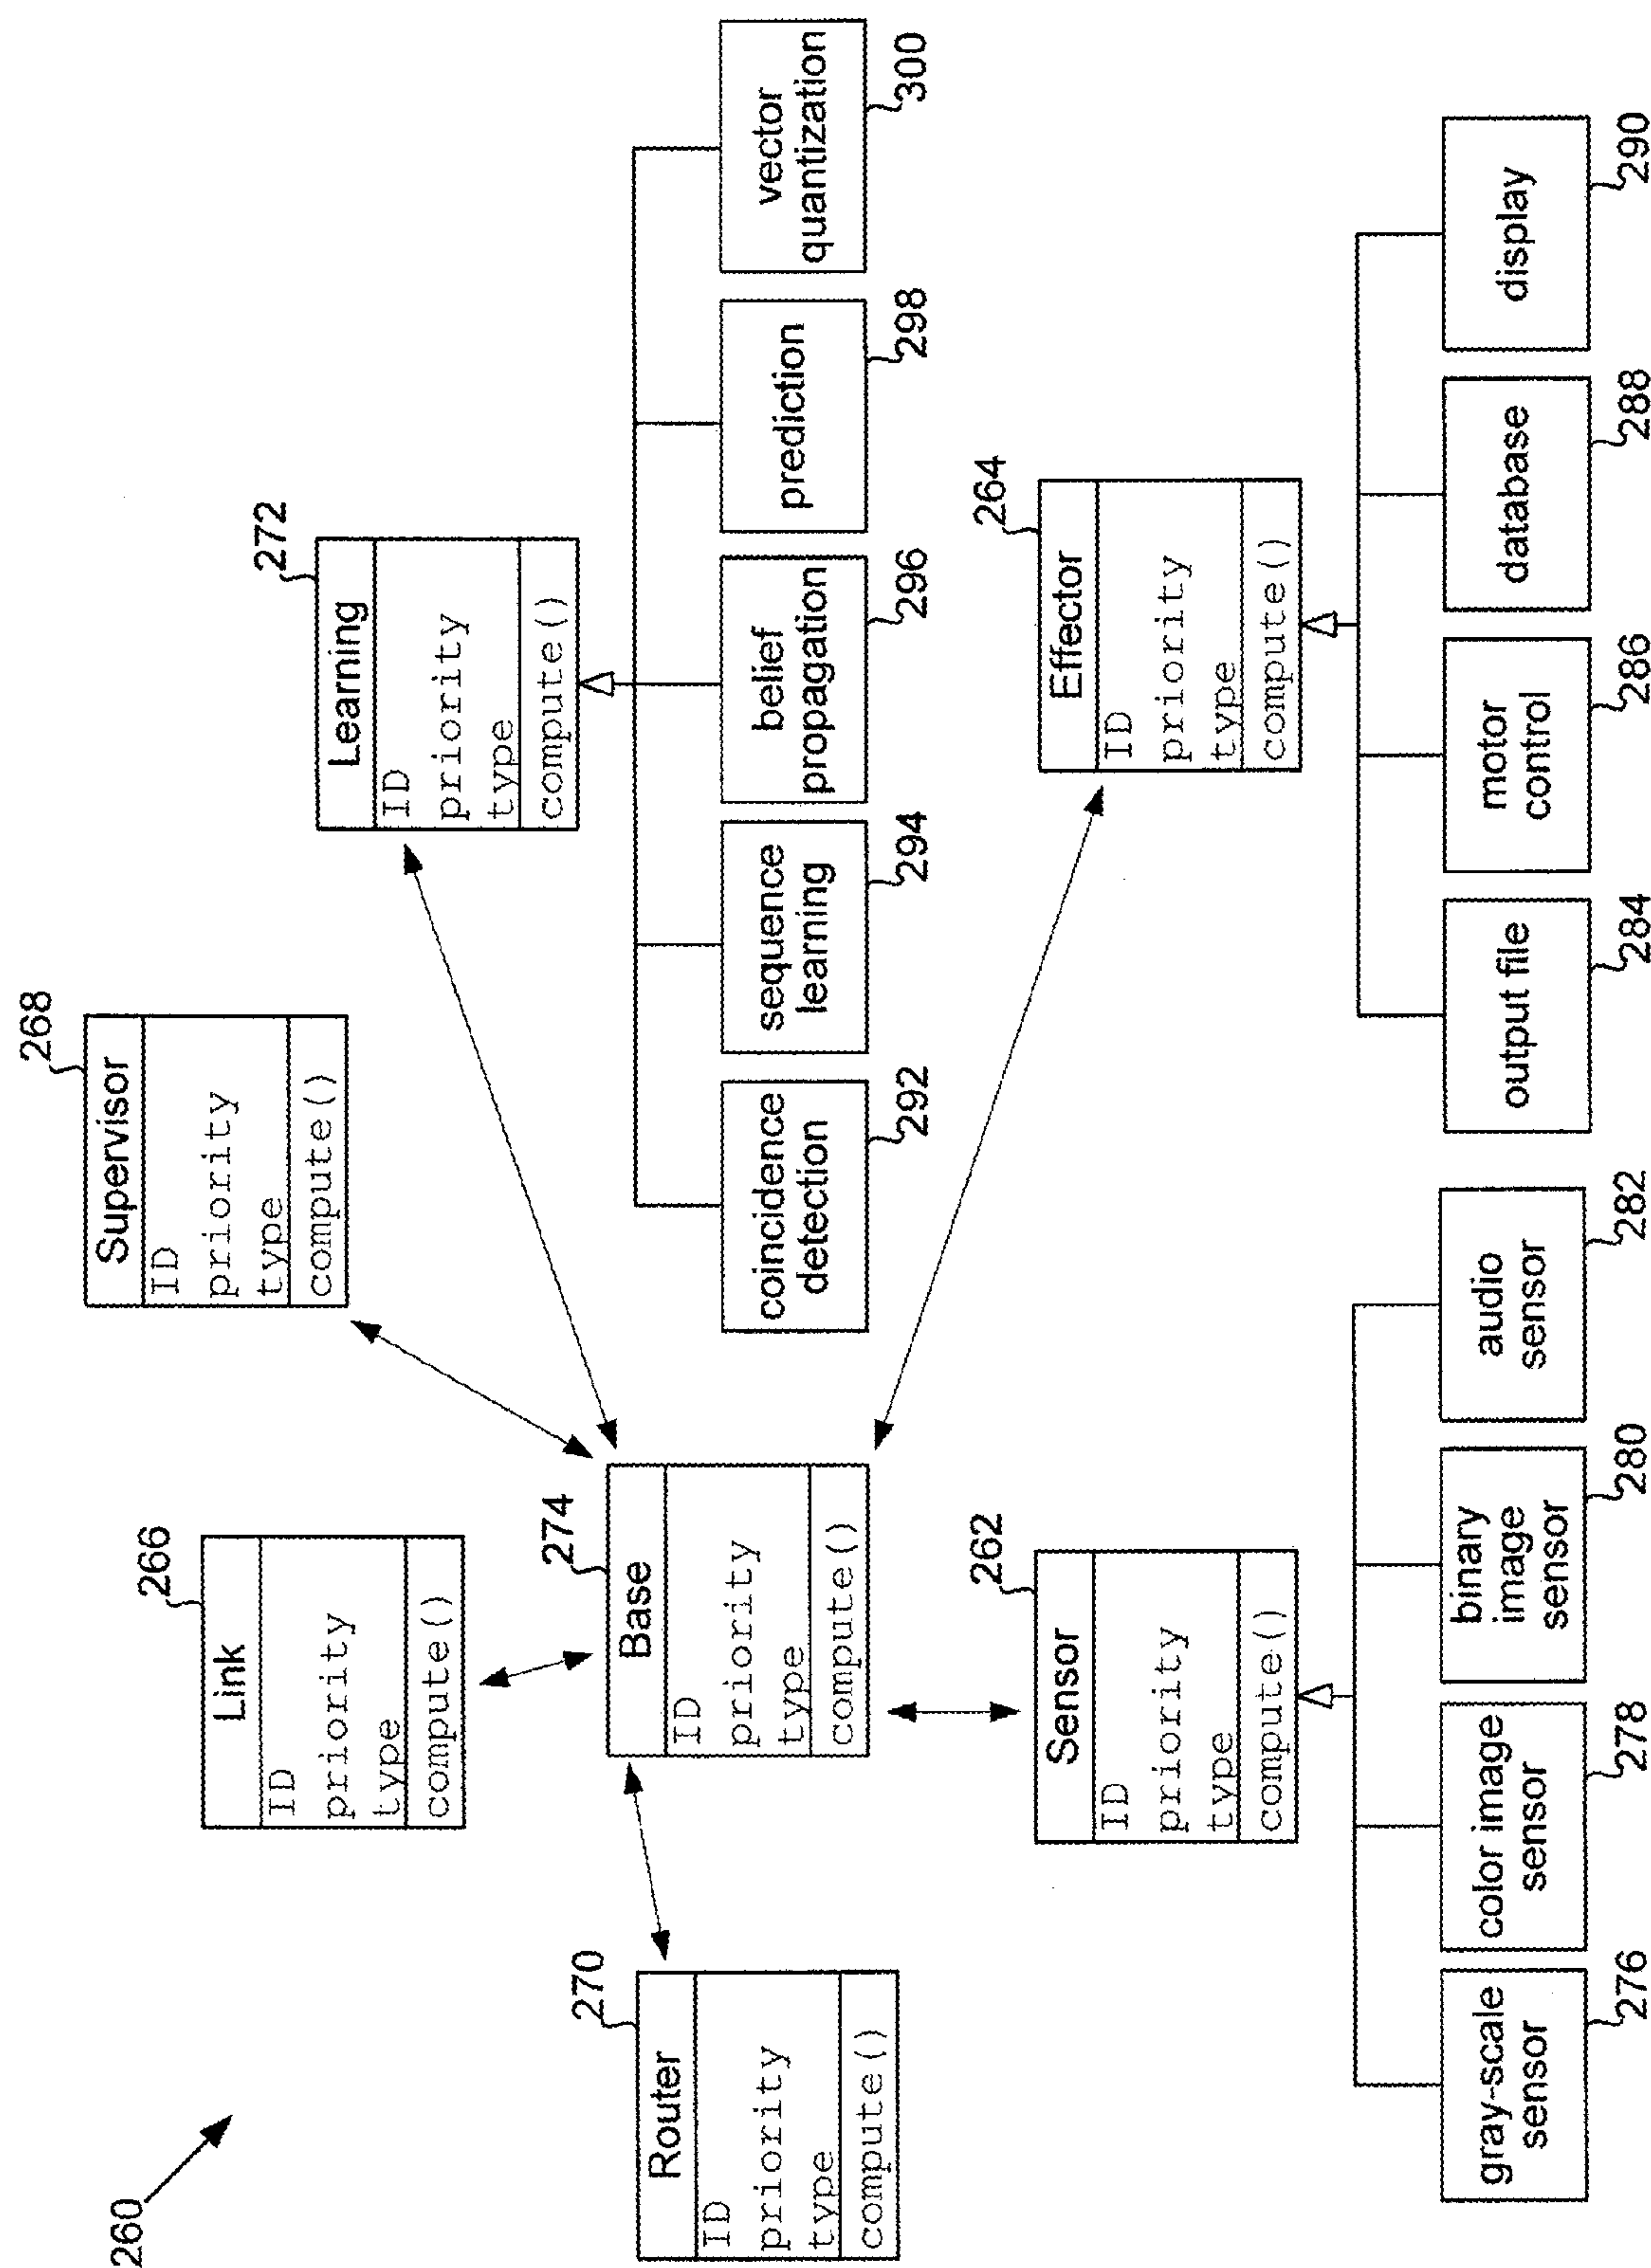 260
268
Supervisor
ID
priority
type
compute()
266
Link
ID
priority
type
compute()
272
Learning
ID
priority
type
compute()
270
Router
ID
priority
type
compute()
274
Base
ID
priority
type
compute()
coincidence
detection
292
sequence
learning
294
belief
propagation
296
prediction
298
vector
quantization
300
262
Sensor
ID
priority
type
compute()
264
Effector
ID
priority
type
compute()
gray-scale
sensor
276
color image
sensor
278
binary
image
sensor
280
audio
sensor
282
output file
284
motor
control
286
database
288
display
290